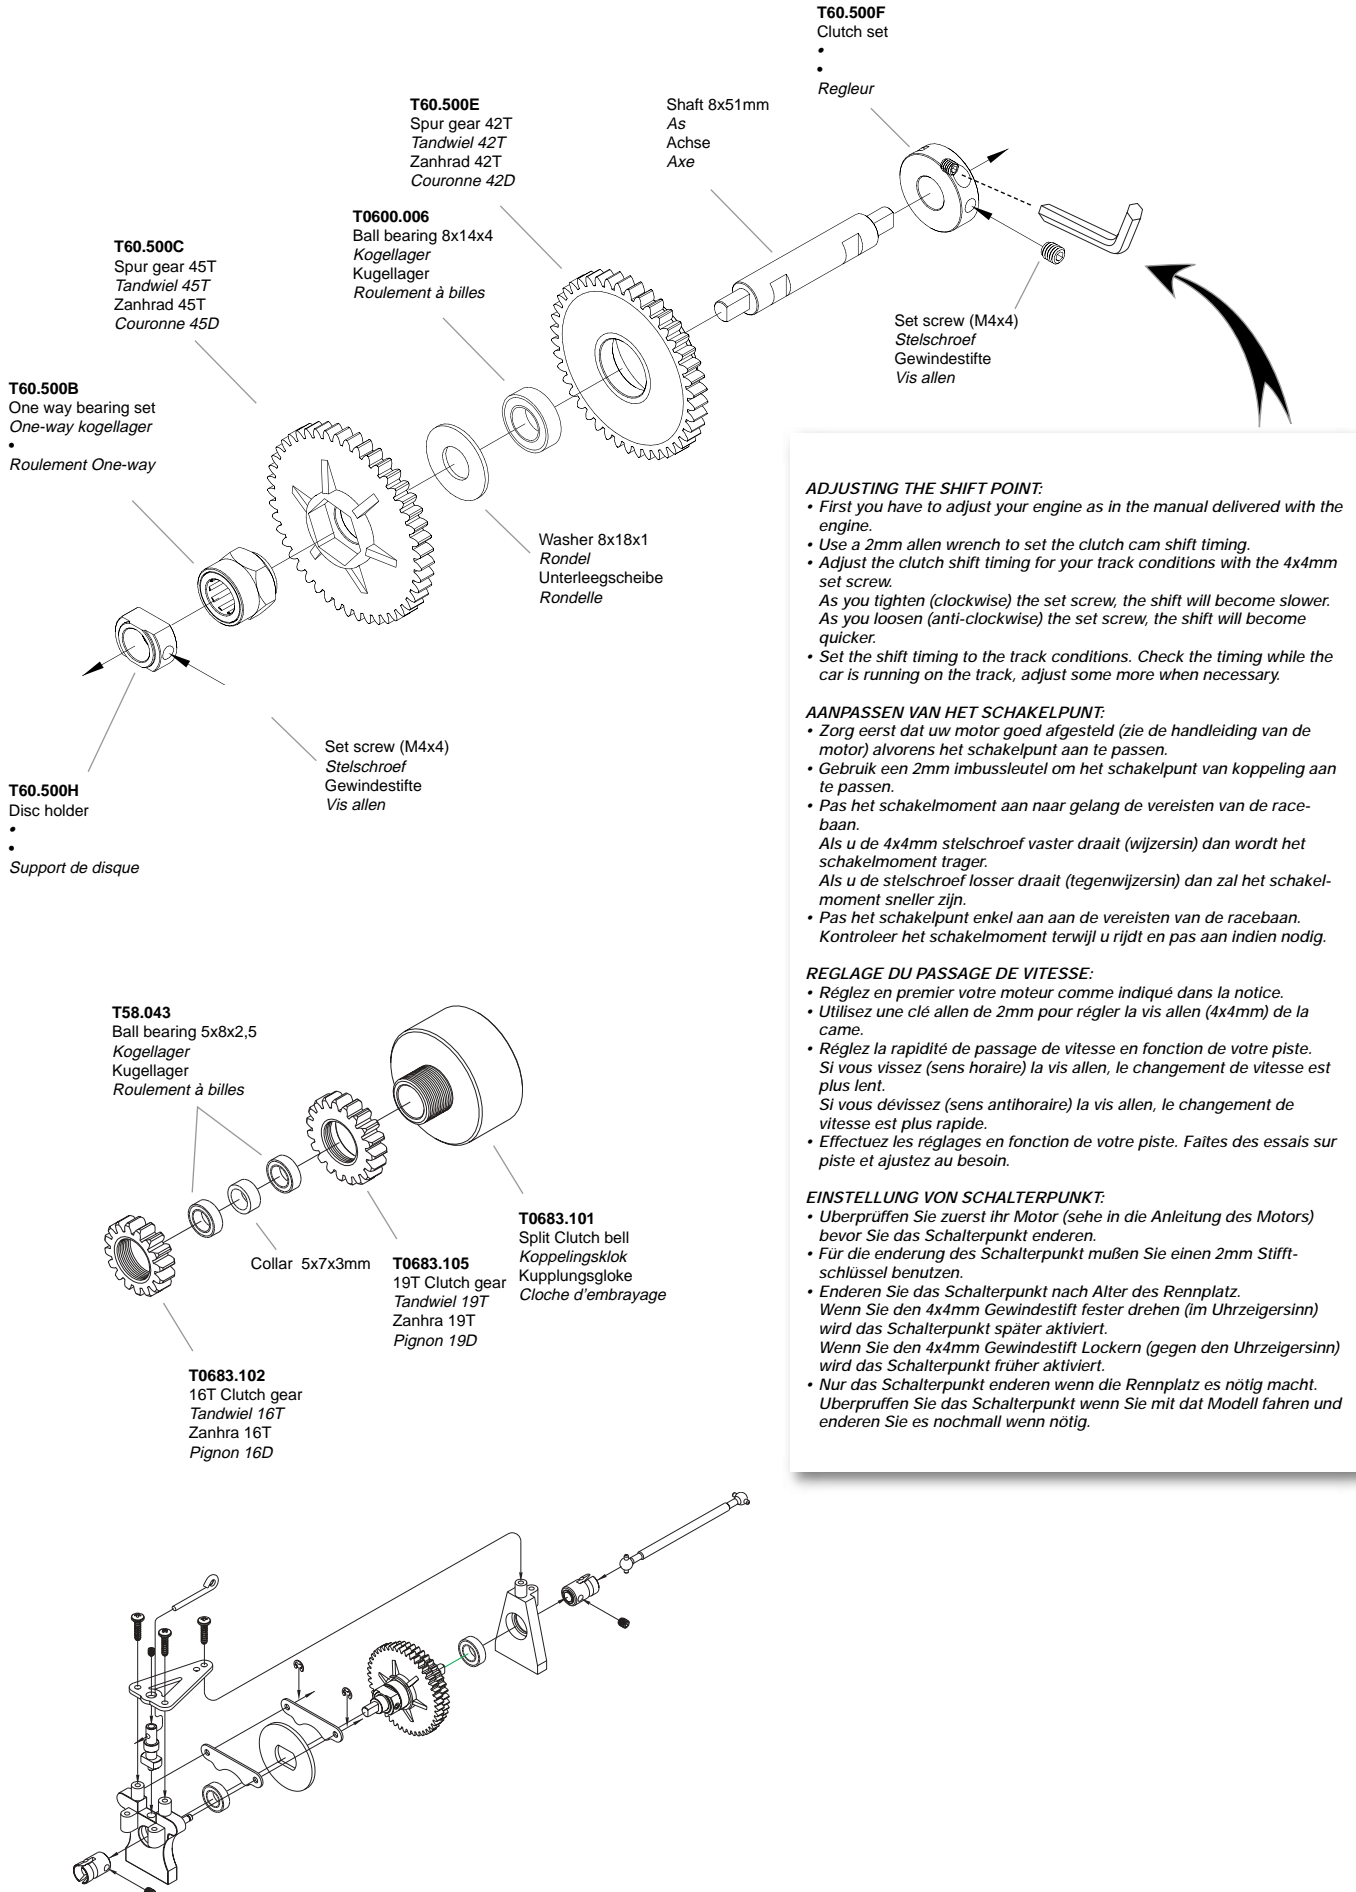 T60.500F
Clutch set
•
•
Regleur
T60.500E
Spur gear 42T
Tandwiel 42T
Zanhrad 42T
Couronne 42D
Shaft 8x51mm
As
Achse
Axe
T0600.006
Ball bearing 8x14x4
Kogellager
Kugellager
Roulement à billes
T60.500C
Spur gear 45T
Tandwiel 45T
Zanhrad 45T
Couronne 45D
Set screw (M4x4)
Stelschroef
Gewindestifte
Vis allen
T60.500B
One way bearing set
One-way kogellager
•
Roulement One-way
Washer 8x18x1
Rondel
Unterleegscheibe
Rondelle
Set screw (M4x4)
Stelschroef
Gewindestifte
Vis allen
T60.500H
Disc holder
•
•
Support de disque
ADJUSTING THE SHIFT POINT:
• First you have to adjust your engine as in the manual delivered with the
engine.
• Use a 2mm allen wrench to set the clutch cam shift timing.
• Adjust the clutch shift timing for your track conditions with the 4x4mm
set screw.
As you tighten (clockwise) the set screw, the shift will become slower.
As you loosen (anti-clockwise) the set screw, the shift will become
quicker.
• Set the shift timing to the track conditions. Check the timing while the
car is running on the track, adjust some more when necessary.
AANPASSEN VAN HET SCHAKELPUNT:
• Zorg eerst dat uw motor goed afgesteld (zie de handleiding van de
motor) alvorens het schakelpunt aan te passen.
• Gebruik een 2mm imbussleutel om het schakelpunt van koppeling aan
te passen.
• Pas het schakelmoment aan naar gelang de vereisten van de race-
baan.
Als u de 4x4mm stelschroef vaster draait (wijzersin) dan wordt het
schakelmoment trager.
Als u de stelschroef losser draait (tegenwijzersin) dan zal het schakel-
moment sneller zijn.
• Pas het schakelpunt enkel aan aan de vereisten van de racebaan.
Kontroleer het schakelmoment terwijl u rijdt en pas aan indien nodig.
REGLAGE DU PASSAGE DE VITESSE:
• Réglez en premier votre moteur comme indiqué dans la notice.
• Utilisez une clé allen de 2mm pour régler la vis allen (4x4mm) de la
came.
• Réglez la rapidité de passage de vitesse en fonction de votre piste.
Si vous vissez (sens horaire) la vis allen, le changement de vitesse est
plus lent.
Si vous dévissez (sens antihoraire) la vis allen, le changement de
vitesse est plus rapide.
• Effectuez les réglages en fonction de votre piste. Faîtes des essais sur
piste et ajustez au besoin.
EINSTELLUNG VON SCHALTERPUNKT:
• Uberprüffen Sie zuerst ihr Motor (sehe in die Anleitung des Motors)
bevor Sie das Schalterpunkt enderen.
• Für die enderung des Schalterpunkt mußen Sie einen 2mm Stifft-
schlüssel benutzen.
• Enderen Sie das Schalterpunkt nach Alter des Rennplatz.
Wenn Sie den 4x4mm Gewindestift fester drehen (im Uhrzeigersinn)
wird das Schalterpunkt später aktiviert.
Wenn Sie den 4x4mm Gewindestift Lockern (gegen den Uhrzeigersinn)
wird das Schalterpunkt früher aktiviert.
• Nur das Schalterpunkt enderen wenn die Rennplatz es nötig macht.
Uberpruffen Sie das Schalterpunkt wenn Sie mit dat Modell fahren und
enderen Sie es nochmall wenn nötig.
T58.043
Ball bearing 5x8x2,5
Kogellager
Kugellager
Roulement à billes
Collar 5x7x3mm
T0683.101
Split Clutch bell
Koppelingsklok
Kupplungsgloke
Cloche d'embrayage
T0683.105
19T Clutch gear
Tandwiel 19T
Zanhra 19T
Pignon 19D
T0683.102
16T Clutch gear
Tandwiel 16T
Zanhra 16T
Pignon 16D